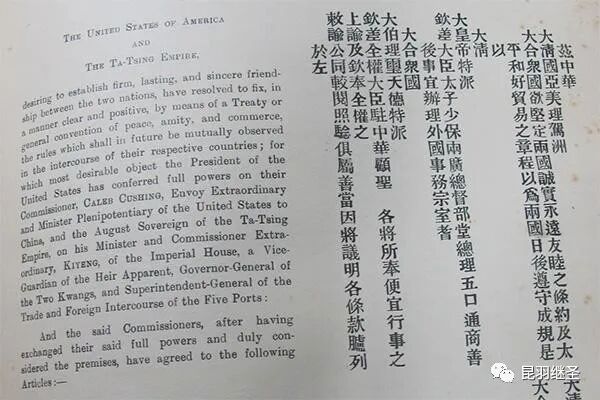 THE UNITED STATES OF AMERICA
AND
THE TA-TSING EMPIRE,
desiring to establish firm, lasting, and sincere friend-
ship between the two nations, have resolved to fix, in
a manner clear and positive, by means of a Treaty or
general convention of peace, amity, and commerce,
the rules which shall in future be mutually observed
in the intercourse of their respective countries; for
which most desirable object the President of the
United States has conferred full powers on their
Commissioner, CALEB CUSHING, Envoy Extraordinary
and Minister Plenipotentiary of the United States to
China, and the August Sovereign of the Ta-Tsing
Empire, on his Minister and Commissioner Extra-
ordinary, KIYENG, of the Imperial House, a Vice-
Guardian of the Heir Apparent, Governor-General of
the Two Kwangs, and Superintendent-General of the
Trade and Foreign Intercourse of the Five Ports:
And the said Commissioners, after having
exchanged their said full powers and duly con-
sidered the premises, have agreed to the following
Articles:—
茲中華
大清國亞美理駕洲
大清
大合衆國欲堅定兩國誠實永遠友睦之條約及太
大合
平和好貿易之章程以爲兩國日後遵守成規是
以
大清
大皇帝特派
欽差大臣太子少保兩廣總督部堂總理五口通商善
後事宜辦理外國事務宗室耆
大合衆國
大伯理璽天德特派
欽差全權大臣駐中華顧聖 各將所奉便宜行事之
上諭及欽奉全權之
敕諭公同較閱照驗俱屬善當因將議明各條款臚列
於左
昆羽继圣